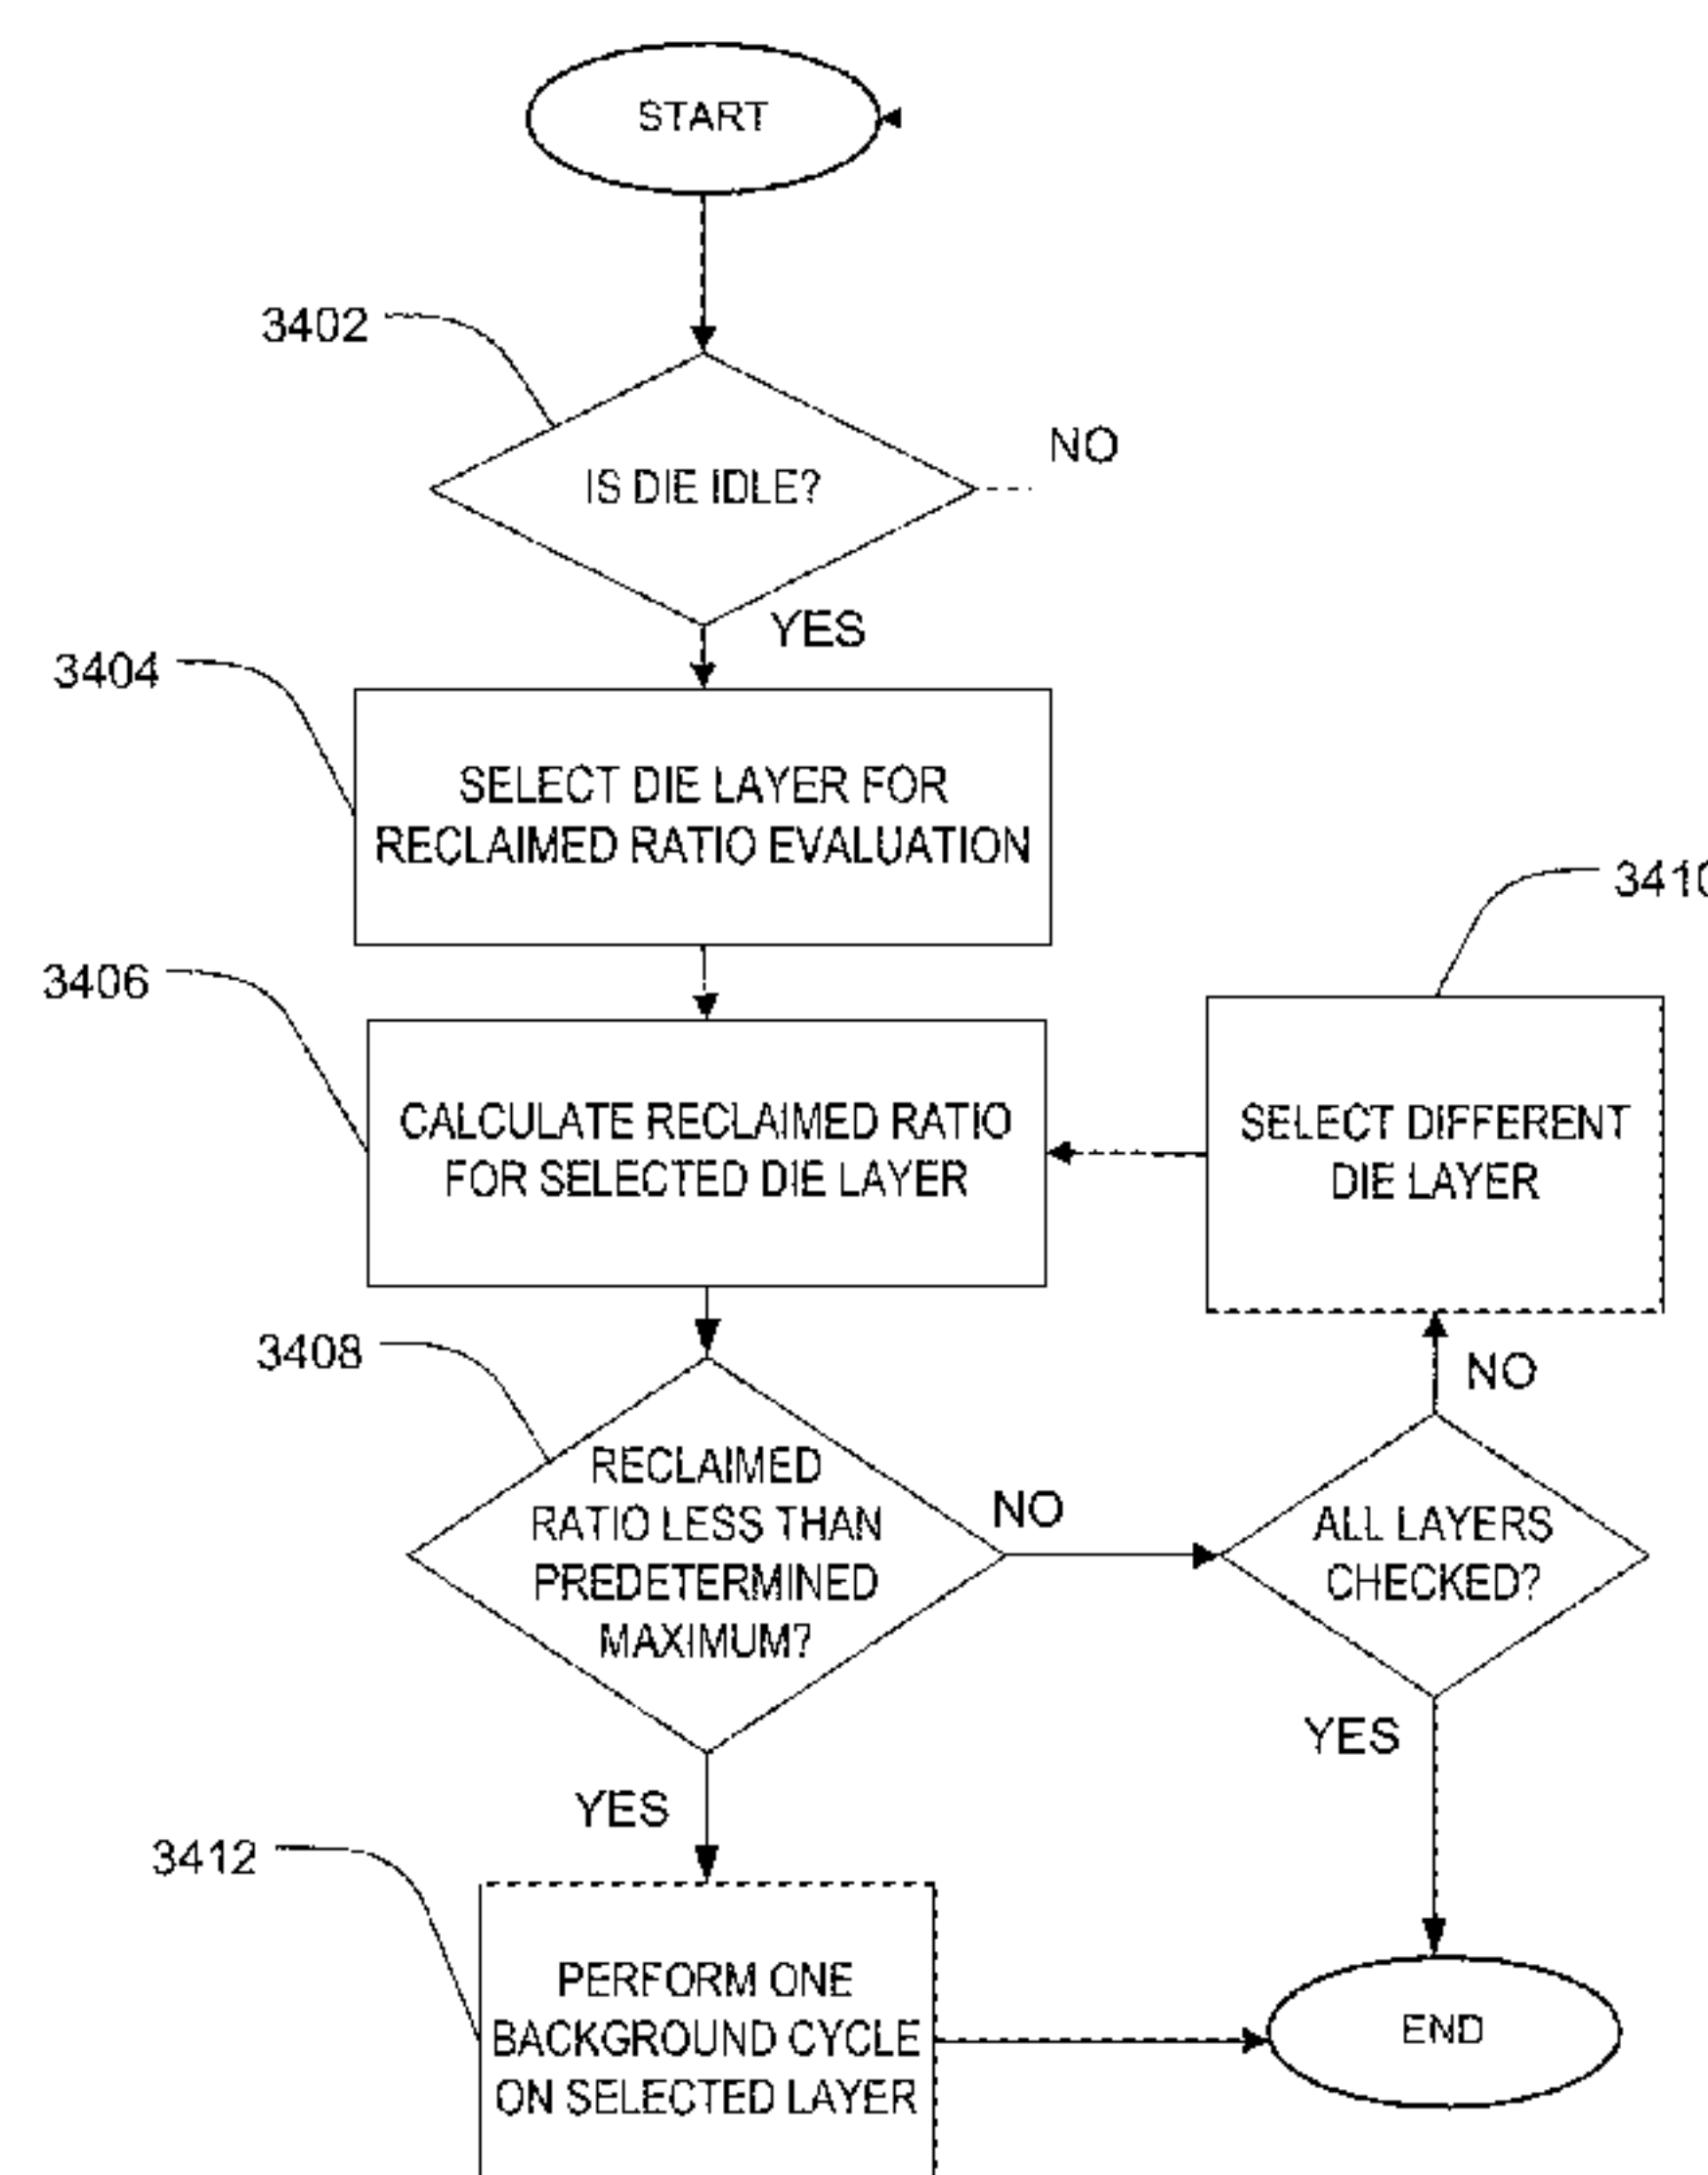 START
3402
IS DIE IDLE?
NO
YES
3404
SELECT DIE LAYER FOR
RECLAIMED RATIO EVALUATION
3410
3406
CALCULATE RECLAIMED RATIO
FOR SELECTED DIE LAYER
SELECT DIFFERENT
DIE LAYER
3408
RECLAIMED
RATIO LESS THAN
PREDETERMINED
MAXIMUM?
NO
ALL LAYERS
CHECKED?
NO
YES
YES
3412
PERFORM ONE
BACKGROUND CYCLE
ON SELECTED LAYER
END